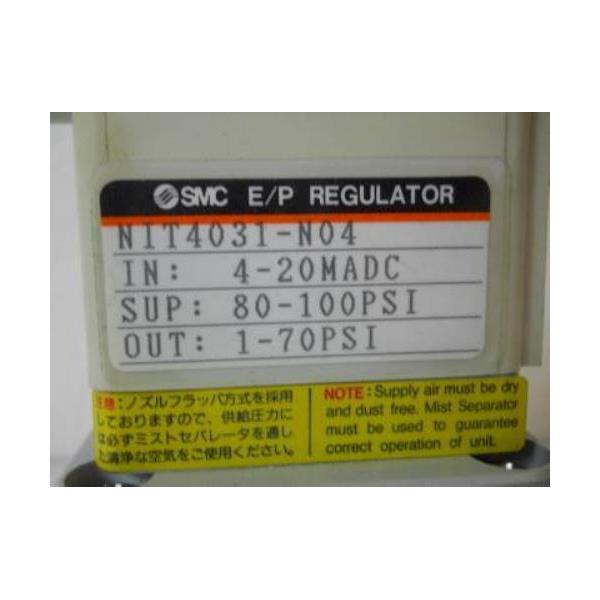 SMC E/P REGULATOR
NIT4031-N04
IN: 4-20MADC
SUP: 80-100PSI
OUT: 1-70PSI
注意：ノズルフラッパ方式を採用
しておりますので、供給圧力に
は必ずミストセパレータを通し
た清浄な空気をご使用ください。
NOTE: Supply air must be dry
and dust free. Mist Separator
must be used to guarantee
correct operation of unit.